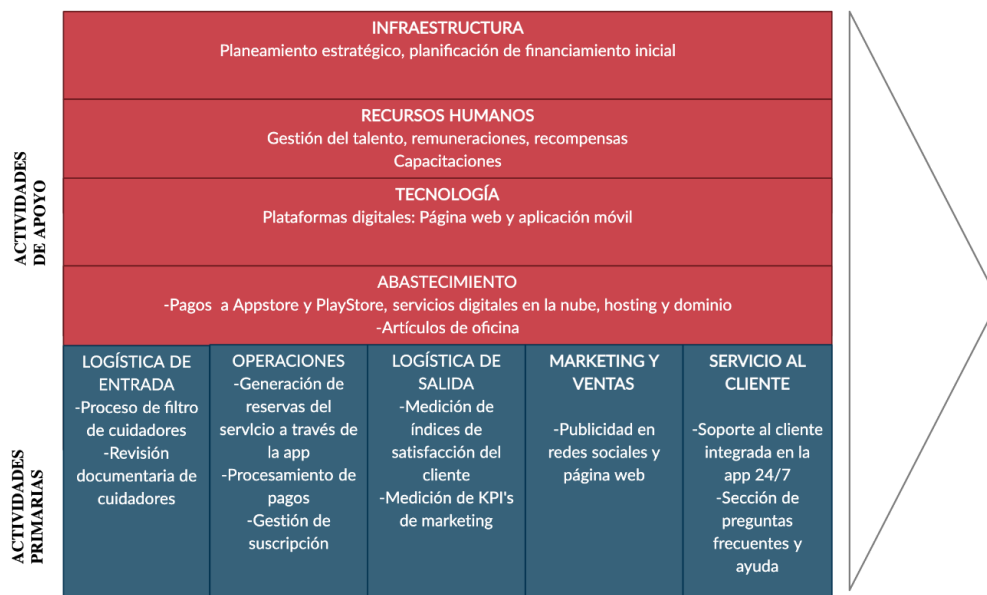 INFRAESTRUCTURA
Planeamiento estratégico, planificación de financiamiento inicial
RECURSOS HUMANOS
Gestión del talento, remuneraciones, recompensas
Capacitaciones
TECNOLOGÍA
Plataformas digitales: Página web y aplicación móvil
ABASTECIMIENTO
-Pagos a Appstore y PlayStore, servicios digitales en la nube, hosting y dominio
-Artículos de oficina
ACTIVIDADES
DE APOYO
LOGÍSTICA DE
ENTRADA
-Proceso de filtro
de cuidadores
-Revisión
documentaria de
cuidadores
OPERACIONES
-Generación de
reservas del
servicio a través de
la app
-Procesamiento de
pagos
-Gestión de
suscripción
LOGÍSTICA DE
SALIDA
-Medición de
índices de
satisfacción del
cliente
-Medición de KPI's
de marketing
MARKETING Y
VENTAS
-Publicidad en
redes sociales y
página web
SERVICIO AL
CLIENTE
-Soporte al cliente
integrada en la
app 24/7
-Sección de
preguntas
frecuentes y
ayuda
ACTIVIDADES
PRIMARIAS